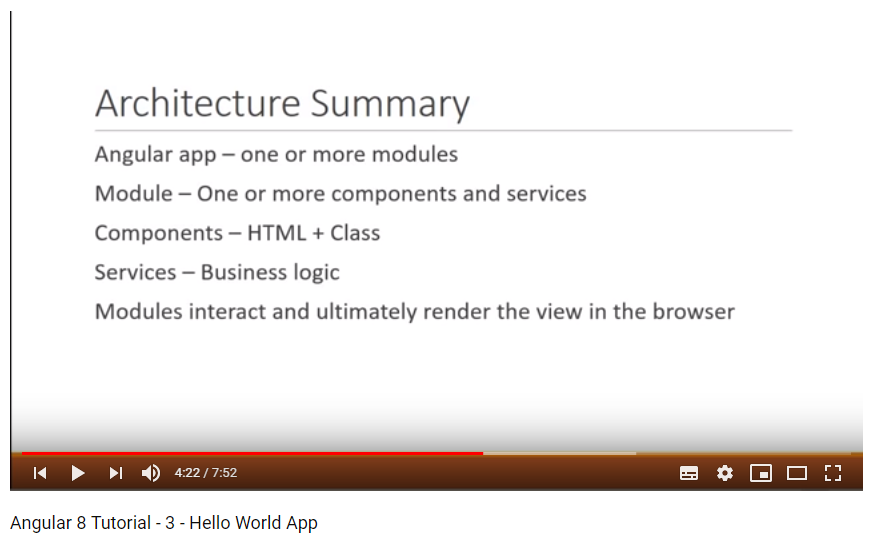 Architecture Summary
Angular app – one or more modules
Module – One or more components and services
Components – HTML + Class
Services – Business logic
Modules interact and ultimately render the view in the browser
4:22 / 7:52
Angular 8 Tutorial - 3 - Hello World App